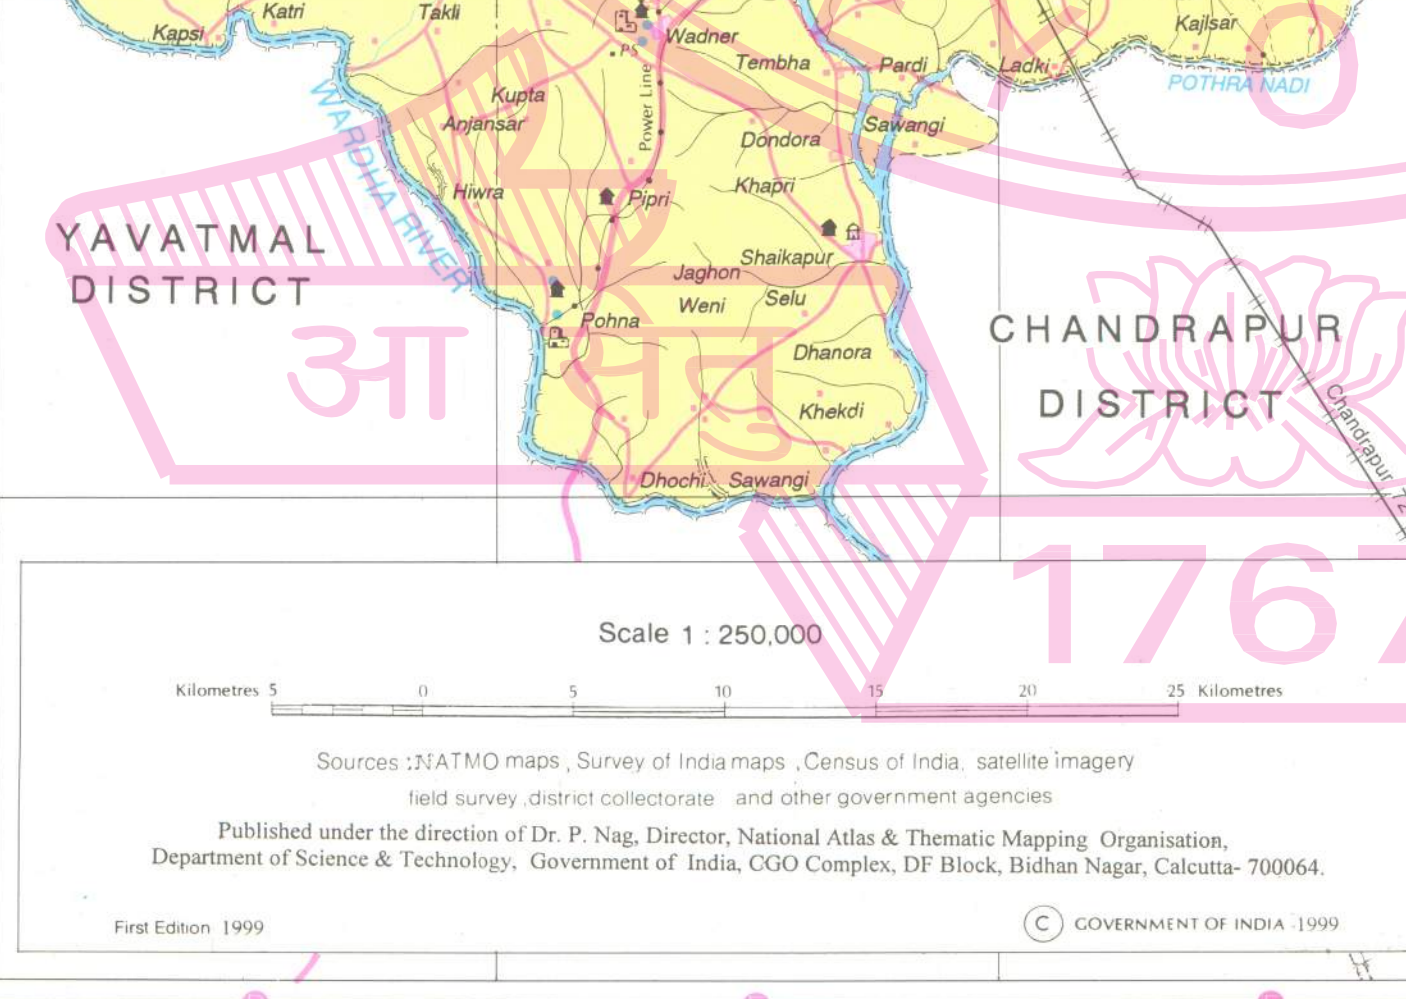 Katri
Takli
Kapsi
Wadner
PS
Kajlsar
Tembha
Pardi
Ladki
POTHRA NADI
Kupta
Power Line
Anjansar
Dondora
Sawangi
WARDHA RIVER
Hiwra
Pipri
Khapri
YAVATMAL
DISTRICT
Shaikapur
Jaghon
Weni
Selu
Pohna
CHANDRAPUR
DISTRICT
Dhanora
Khekdi
Chandrapur 72
Dhochi
Sawangi
1767
Scale 1 : 250,000
Kilometres 5 0 5 10 15 20 25 Kilometres
Sources : NATMO maps , Survey of India maps , Census of India, satellite imagery
field survey , district collectorate and other government agencies
Published under the direction of Dr. P. Nag, Director, National Atlas & Thematic Mapping Organisation,
Department of Science & Technology, Government of India, CGO Complex, DF Block, Bidhan Nagar, Calcutta- 700064.
First Edition 1999
C GOVERNMENT OF INDIA -1999